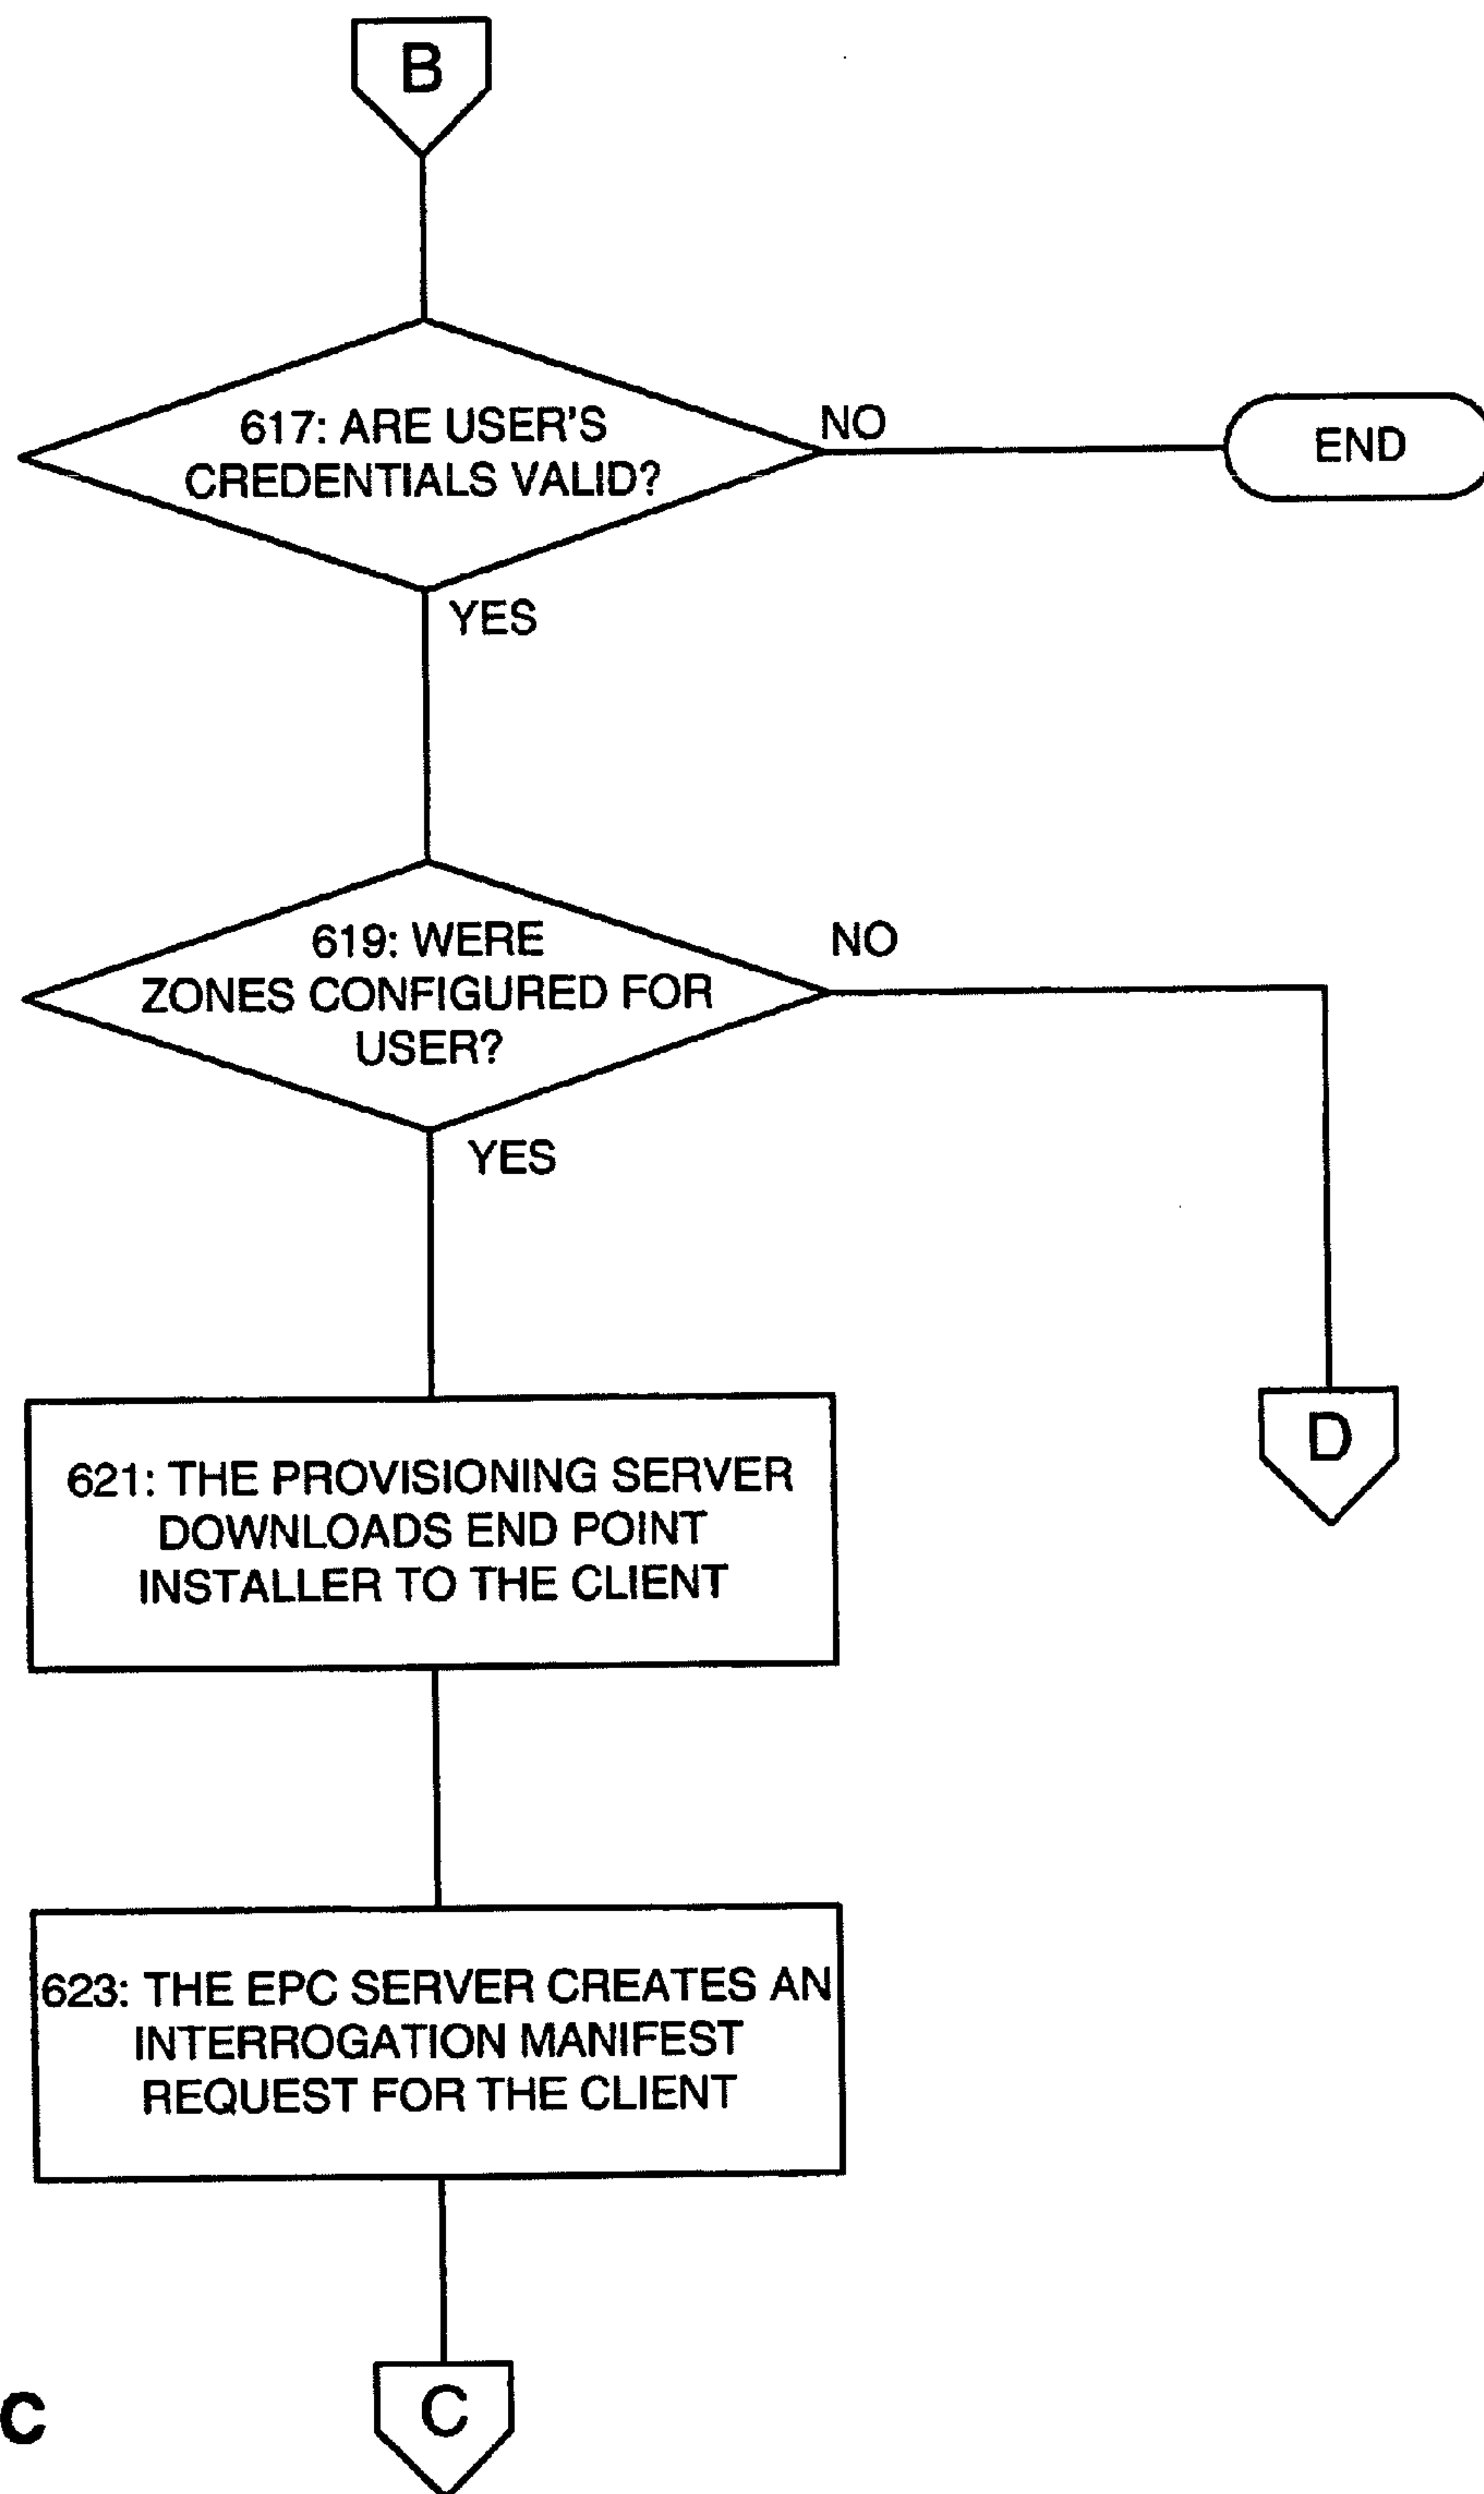 B
617: ARE USER'S
CREDENTIALS VALID?
NO
END
YES
619: WERE
ZONES CONFIGURED FOR
USER?
NO
YES
621: THE PROVISIONING SERVER
DOWNLOADS END POINT
INSTALLER TO THE CLIENT
D
623: THE EPC SERVER CREATES AN
INTERROGATION MANIFEST
REQUEST FOR THE CLIENT
C
C